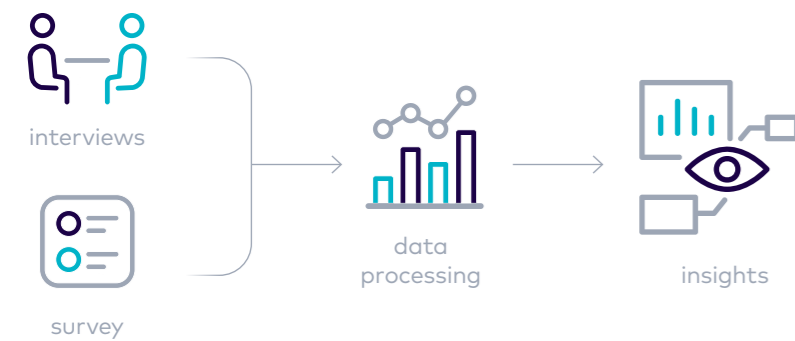 interviews
survey
data
processing
insights